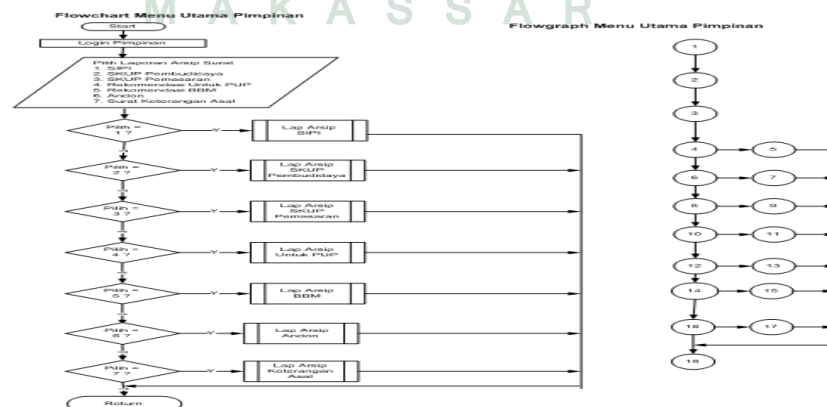 MAKASSAR
Flowchart Menu Utama Pimpinan
Flowgraph Menu Utama Pimpinan
Start
Login Pimpinan
Pilih Laporan Arsip Surat
1. SIPI
2. SKUP Pembudidaya
3. SKUP Pemasaran
4. Rekomendasi Untuk PUP
5. Rekomendasi BBM
6. Andon
7. Surat Keterangan Asal
Pilih =
1 ?
Y
Lap Arsip
SIPI
Pilih =
2 ?
Y
Lap Arsip
SKUP
Pembudidaya
Pilih =
3 ?
Y
Lap Arsip
SKUP
Pemasaran
Pilih =
4 ?
Y
Lap Arsip
Untuk PUP
Pilih =
5 ?
Y
Lap Arsip
BBM
Pilih =
6 ?
Y
Lap Arsip
Andon
Pilih =
7 ?
Y
Lap Arsip
Keterangan
Asal
Return
1
2
3
4
5
6
7
8
9
10
11
12
13
14
15
16
17
18